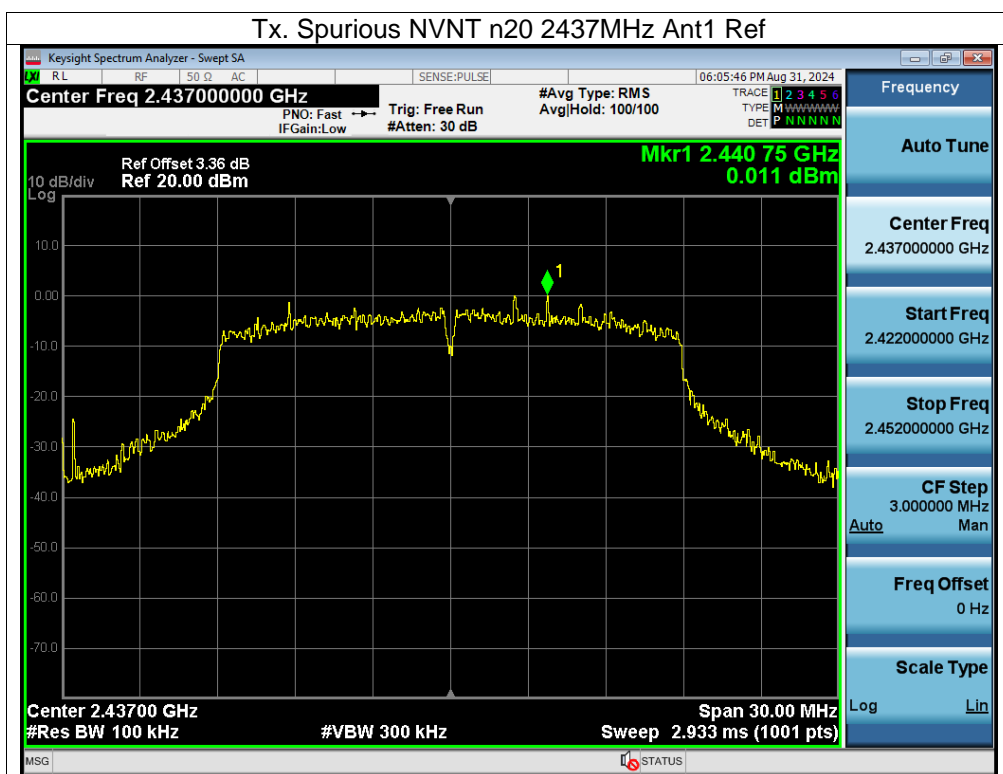 Tx. Spurious NVNT n20 2437MHz Ant1 Ref
Keysight Spectrum Analyzer - Swept SA
LXI RL RF 50 Ω AC SENSE:PULSE 06:05:46 PM Aug 31, 2024
Center Freq 2.437000000 GHz
PNO: Fast
IFGain:Low
Trig: Free Run
#Atten: 30 dB
#Avg Type: RMS
Avg|Hold: 100/100
TRACE 1 2 3 4 5 6
TYPE M WWWWW
DET P N N N N N
Mkr1 2.440 75 GHz
0.011 dBm
Ref Offset 3.36 dB
10 dB/div Ref 20.00 dBm
Log
10.0
1
0.00
-10.0
-20.0
-30.0
-40.0
-50.0
-60.0
-70.0
Center 2.43700 GHz Span 30.00 MHz
#Res BW 100 kHz #VBW 300 kHz Sweep 2.933 ms (1001 pts)
MSG STATUS
Frequency
Auto Tune
Center Freq
2.437000000 GHz
Start Freq
2.422000000 GHz
Stop Freq
2.452000000 GHz
CF Step
3.000000 MHz
Auto Man
Freq Offset
0 Hz
Scale Type
Log Lin